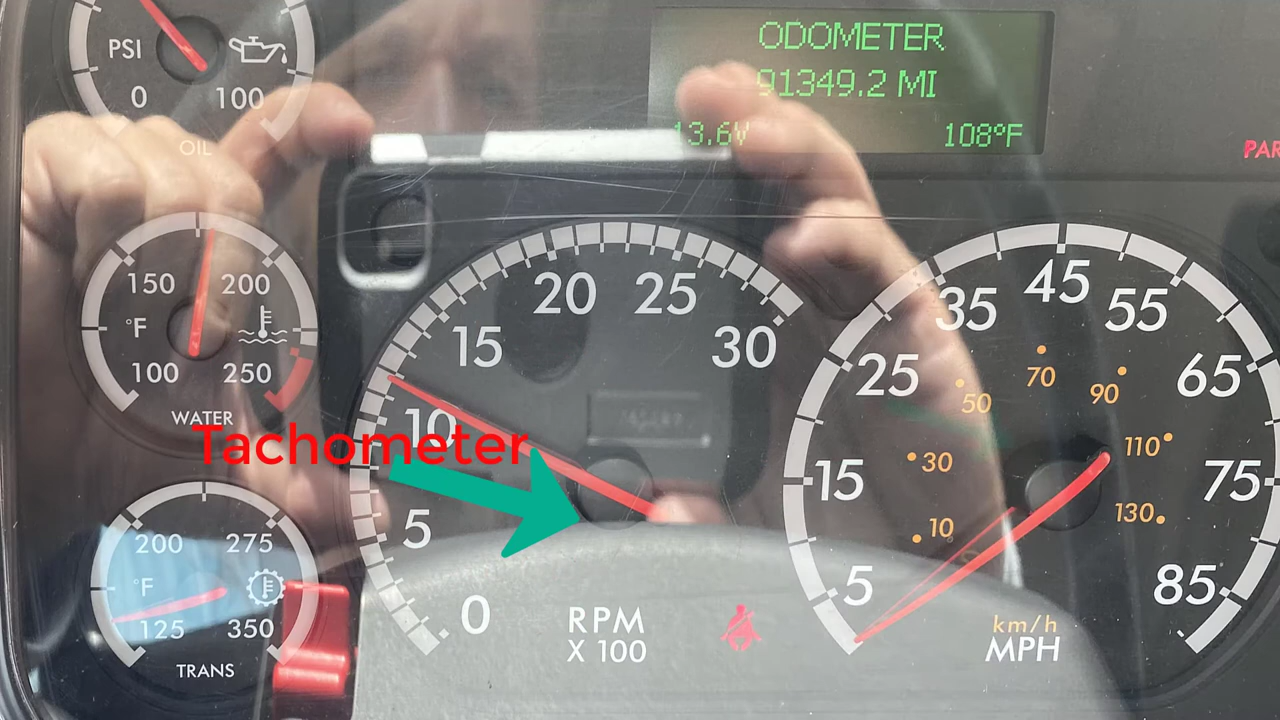 PSI
0 100
OIL
ODOMETER
91349.2 MI
13.6V 108°F
PAR
150 200
°F
100 250
WATER
Tachometer
200 275
°F
125 350
TRANS
0 5 10 15 20 25 30
RPM
X 100
5 15 25 35 45 55 65 75 85
10 30 50 70 90 110 130
km/h
MPH